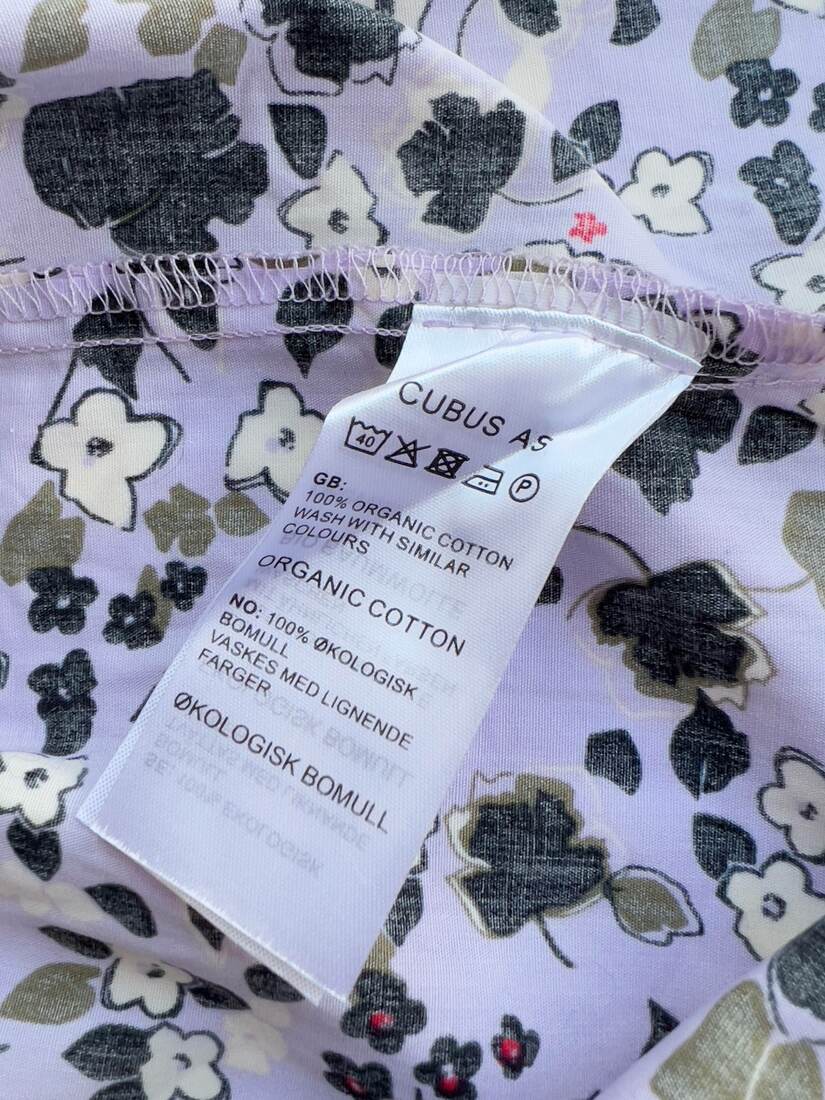 CUBUS AS
40
P
GB:
100% ORGANIC COTTON
WASH WITH SIMILAR
COLOURS
ORGANIC COTTON
NO: 100% ØKOLOGISK
BOMULL
VASKES MED LIGNENDE
FARGER
ØKOLOGISK BOMULL